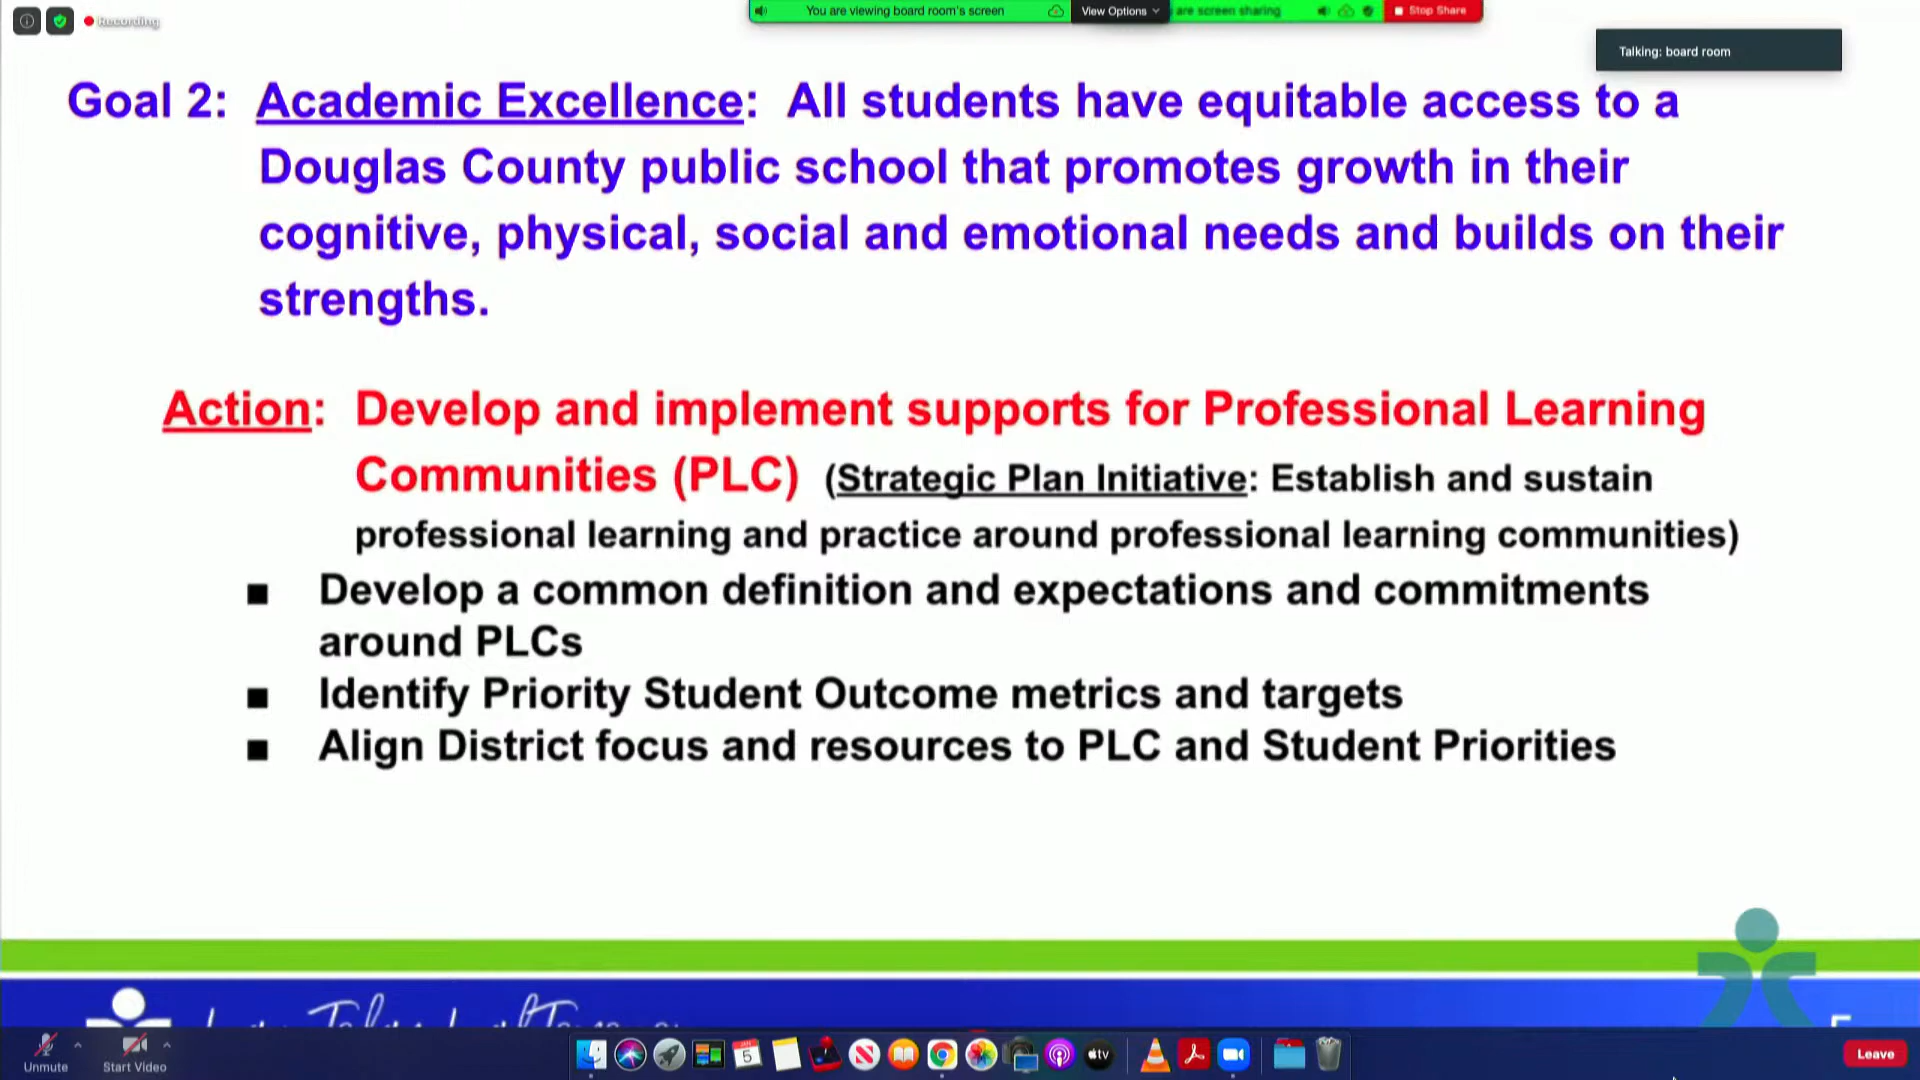 Recording
You are viewing board room's screen
View Options
are screen sharing
Stop Share
Talking: board room
Goal 2: Academic Excellence: All students have equitable access to a
Douglas County public school that promotes growth in their
cognitive, physical, social and emotional needs and builds on their
strengths.
Action: Develop and implement supports for Professional Learning
Communities (PLC) (Strategic Plan Initiative: Establish and sustain
professional learning and practice around professional learning communities)
■ Develop a common definition and expectations and commitments
around PLCs
■ Identify Priority Student Outcome metrics and targets
■ Align District focus and resources to PLC and Student Priorities
Unmute
Start Video
JAN
5
tv
Leave